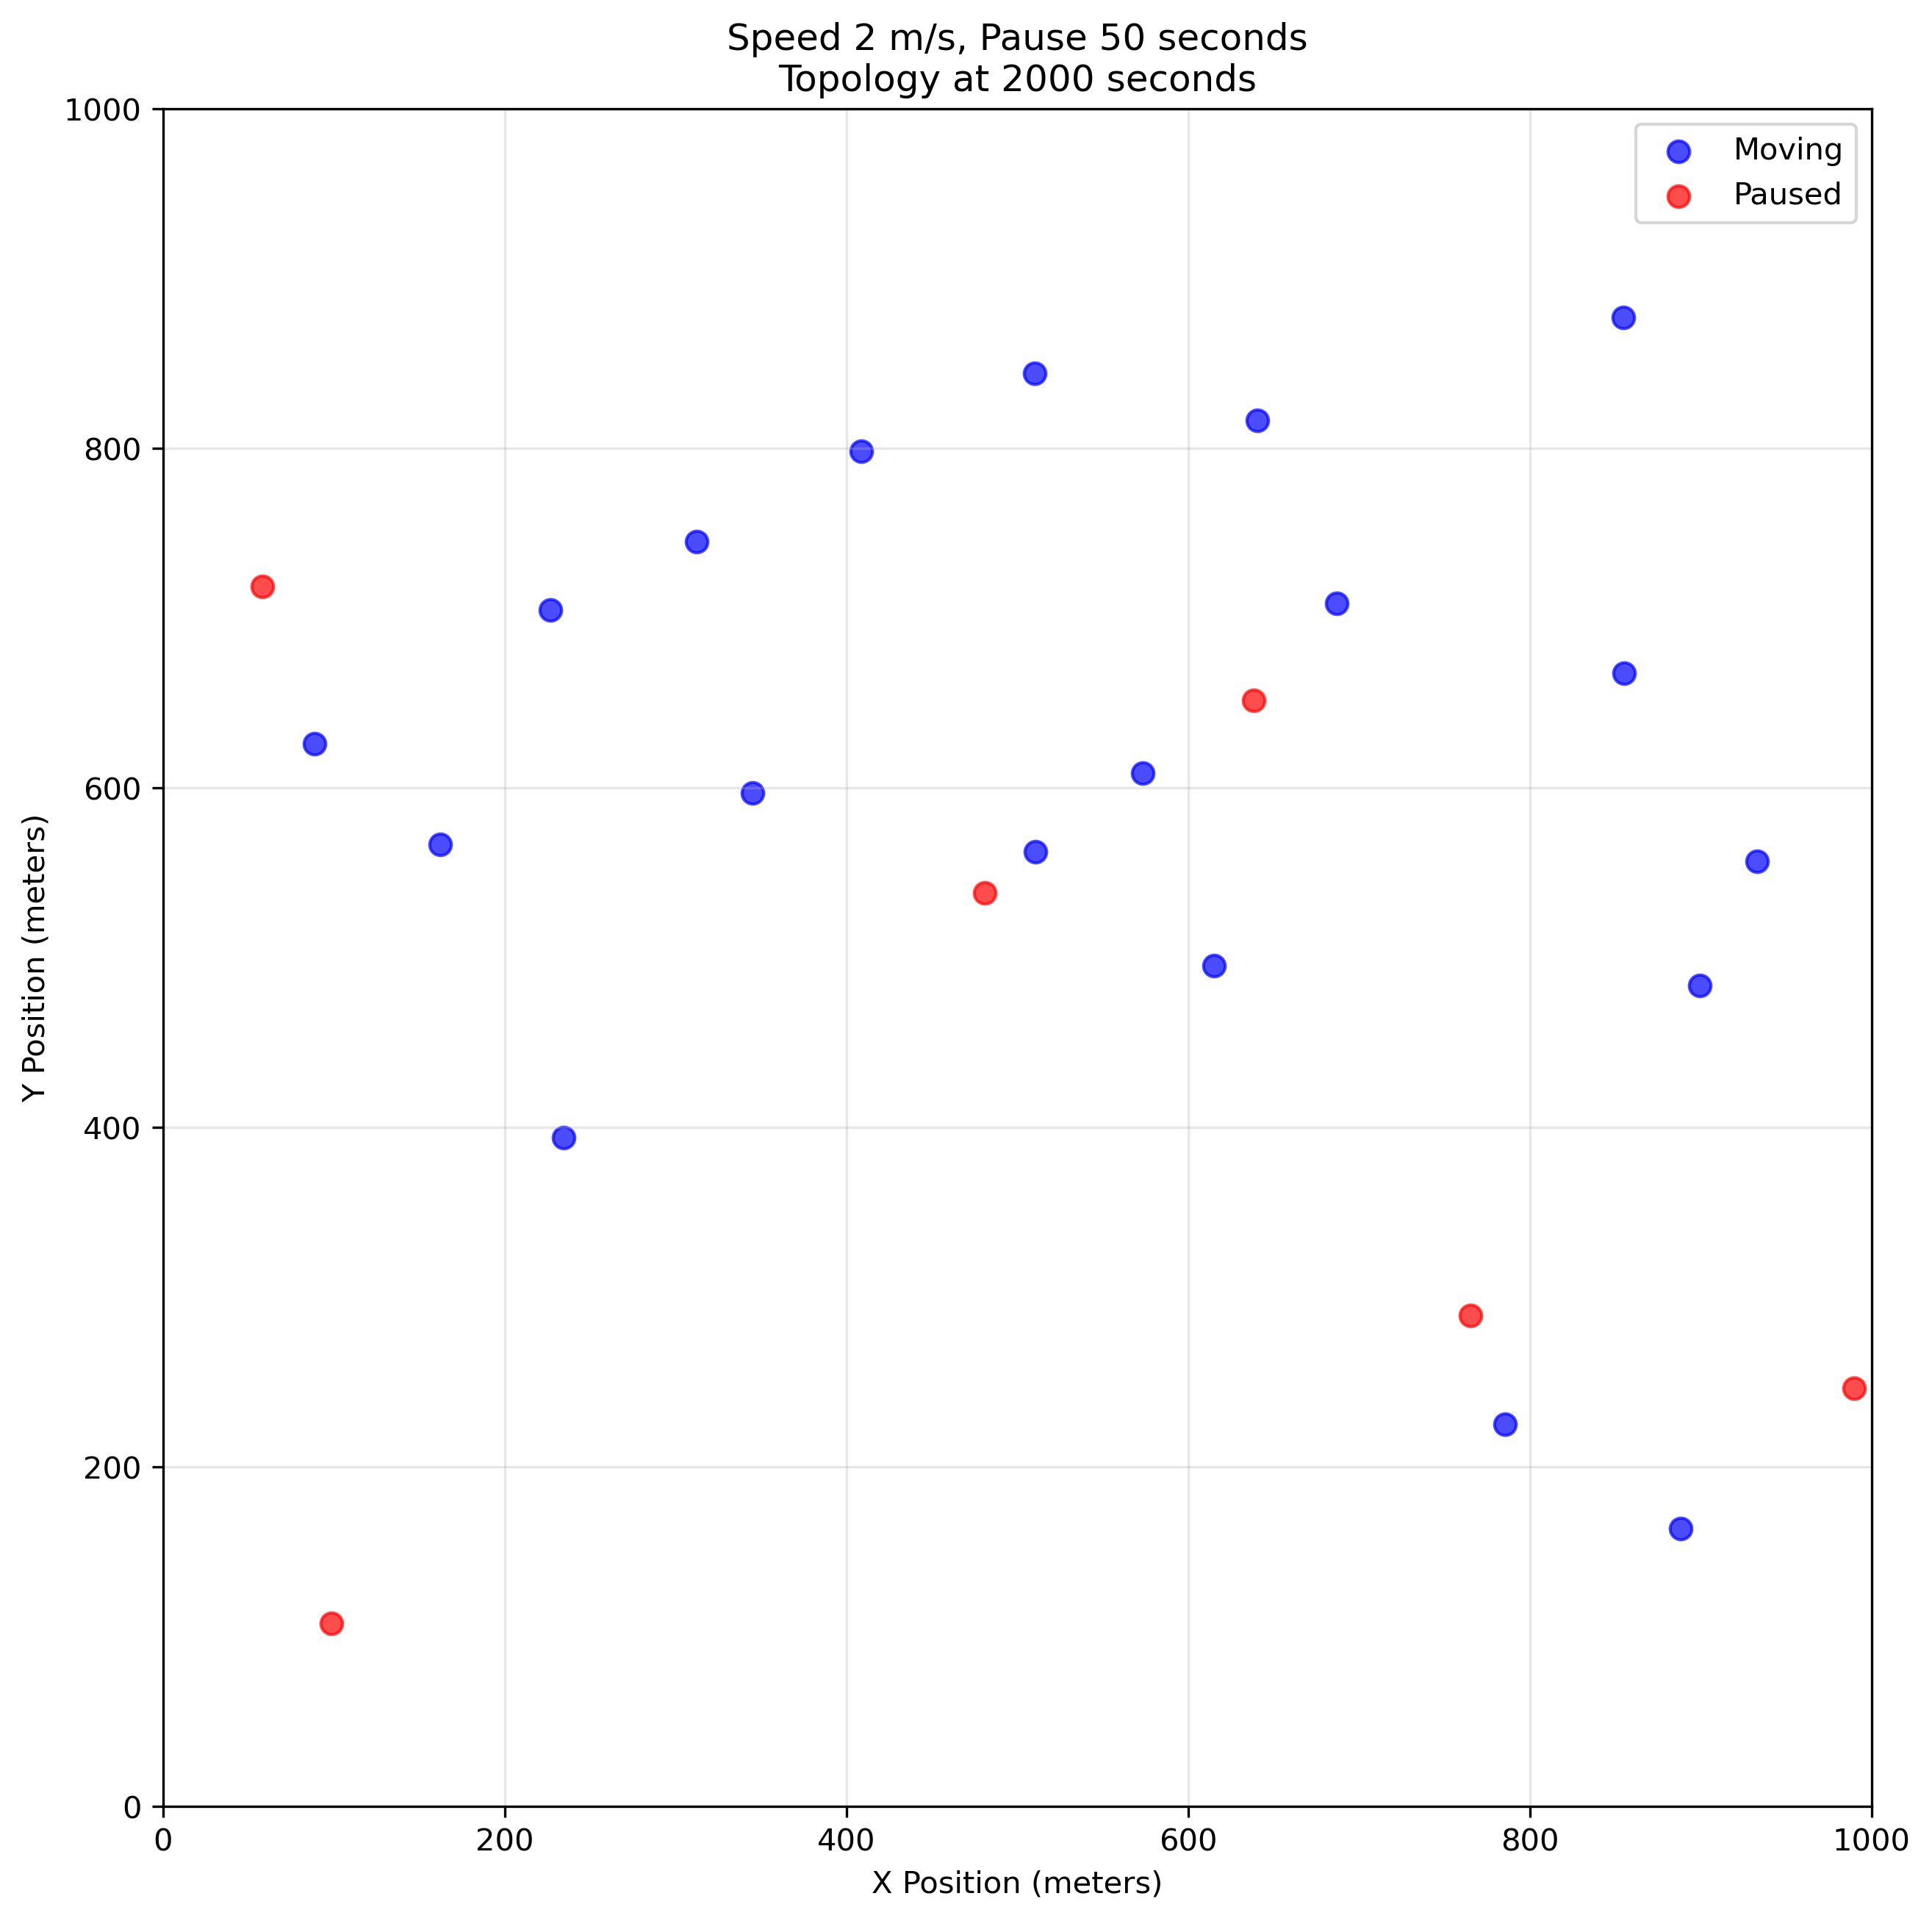 Speed 2 m/s, Pause 50 seconds
Topology at 2000 seconds
Moving
Paused
1000
800
600
400
200
0
Y Position (meters)
0 200 400 600 800 1000
X Position (meters)